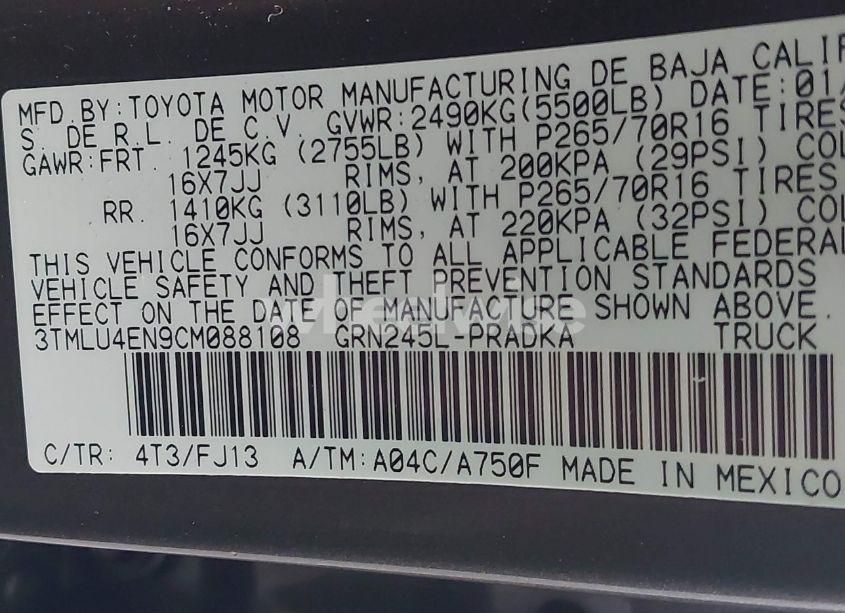 MFD. BY: TOYOTA MOTOR MANUFACTURING DE BAJA CALIF
S. DE R.L. DE C.V. GVWR:2490KG(5500LB) DATE:01/
GAWR:FRT. 1245KG (2755LB) WITH P265/70R16 TIRES
16X7JJ RIMS, AT 200KPA (29PSI) COL
RR. 1410KG (3110LB) WITH P265/70R16 TIRES
16X7JJ RIMS, AT 220KPA (32PSI) COL
THIS VEHICLE CONFORMS TO ALL APPLICABLE FEDERAL
VEHICLE SAFETY AND THEFT PREVENTION STANDARDS
EFFECT ON THE DATE OF MANUFACTURE SHOWN ABOVE.
3TMLU4EN9CM088108 GRN245L-PRADKA TRUCK
C/TR: 4T3/FJ13 A/TM:A04C/A750F MADE IN MEXICO